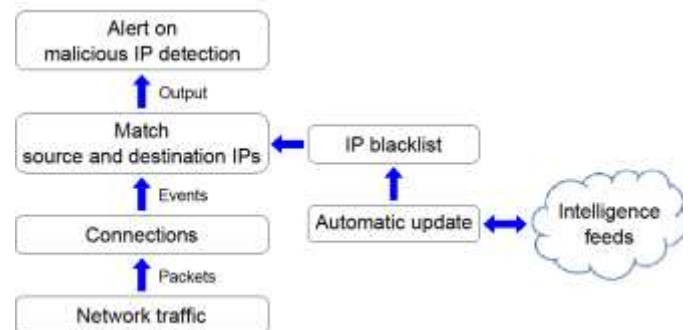 Alert on
malicious IP detection
Output
Match
source and destination IPs
IP blacklist
Events
Connections
Automatic update
Intelligence
feeds
Packets
Network traffic